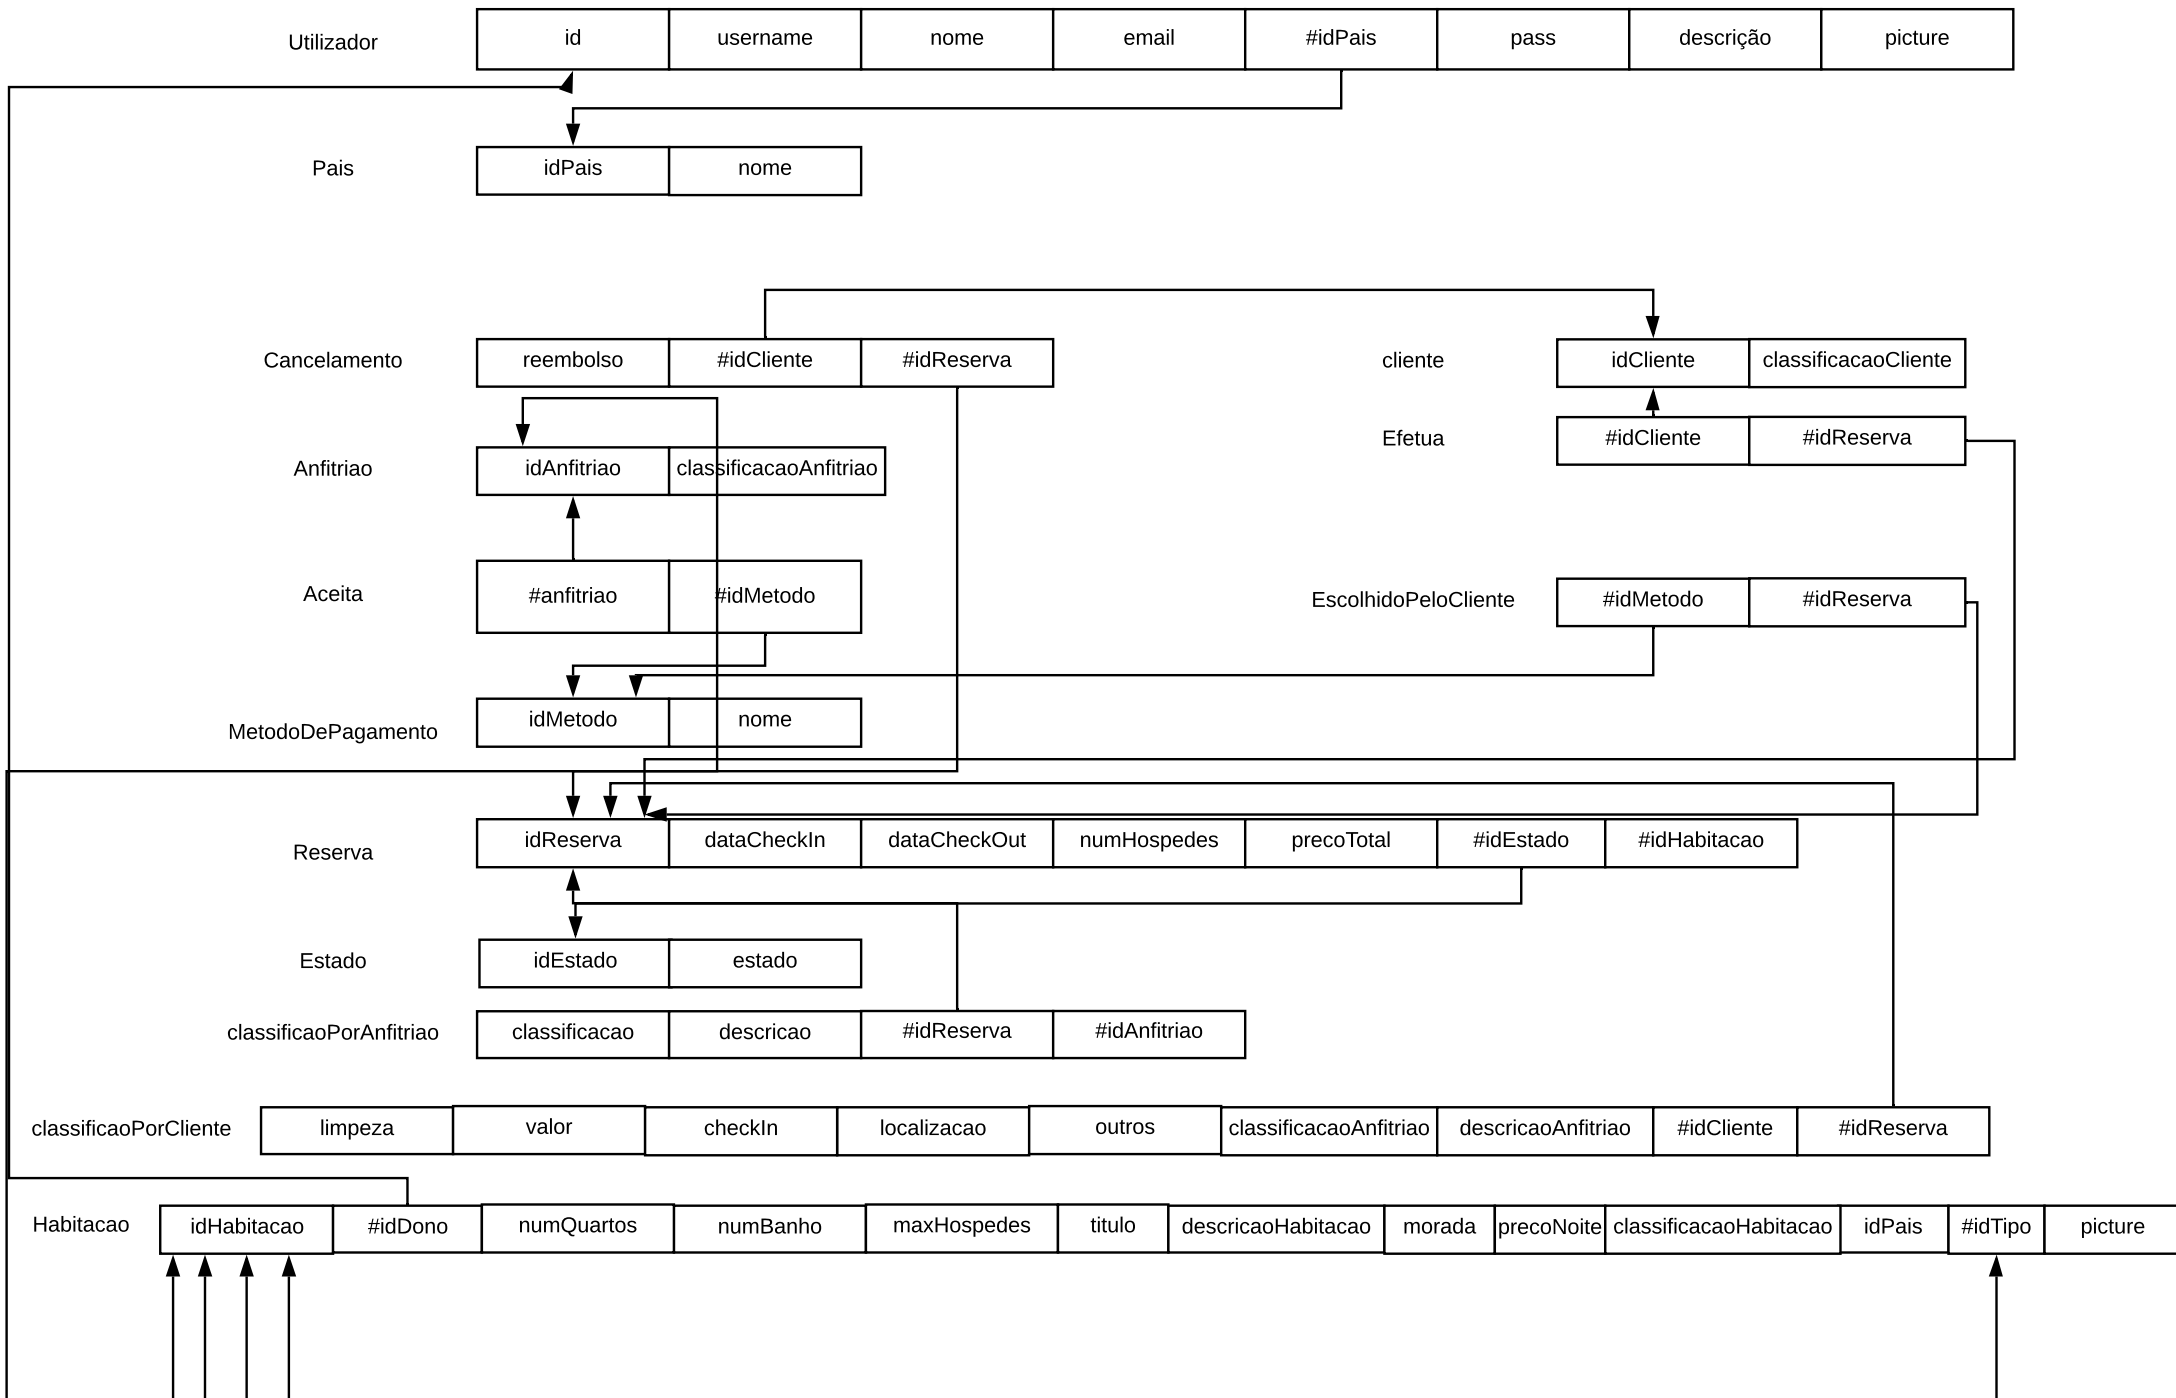 Utilizador id username nome email #idPais pass descrição picture
Pais idPais nome
Cancelamento reembolso #idCliente #idReserva cliente idCliente classificacaoCliente
Efetua #idCliente #idReserva
Anfitriao idAnfitriao classificacaoAnfitriao
Aceita #anfitriao #idMetodo EscolhidoPeloCliente #idMetodo #idReserva
MetodoDePagamento idMetodo nome
Reserva idReserva dataCheckIn dataCheckOut numHospedes precoTotal #idEstado #idHabitacao
Estado idEstado estado
classificaoPorAnfitriao classificacao descricao #idReserva #idAnfitriao
classificaoPorCliente limpeza valor checkIn localizacao outros classificacaoAnfitriao descricaoAnfitriao #idCliente #idReserva
Habitacao idHabitacao #idDono numQuartos numBanho maxHospedes titulo descricaoHabitacao morada precoNoite classificacaoHabitacao idPais #idTipo picture